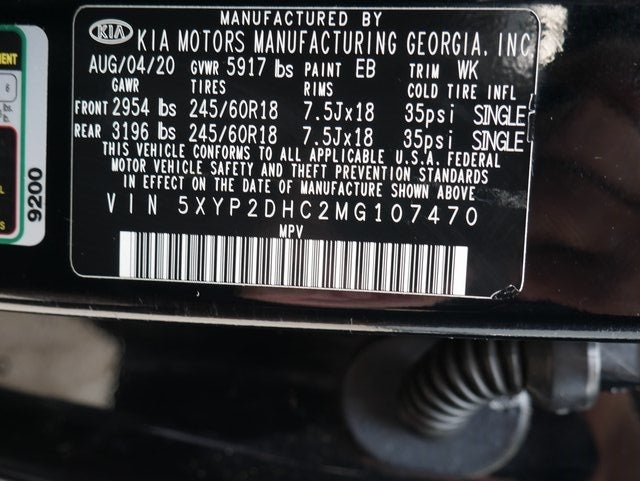 MANUFACTURED BY
KIA KIA MOTORS MANUFACTURING GEORGIA, INC
AUG/04/20 GVWR 5917 lbs PAINT EB TRIM WK
GAWR TIRES RIMS COLD TIRE INFL
FRONT 2954 lbs 245/60R18 7.5Jx18 35psi SINGLE
REAR 3196 lbs 245/60R18 7.5Jx18 35psi SINGLE
THIS VEHICLE CONFORMS TO ALL APPLICABLE U.S.A. FEDERAL
MOTOR VEHICLE SAFETY AND THEFT PREVENTION STANDARDS
IN EFFECT ON THE DATE OF MANUFACTURE SHOWN ABOVE
VIN 5XYP2DHC2MG107470
MPV
6
lbs.
9200